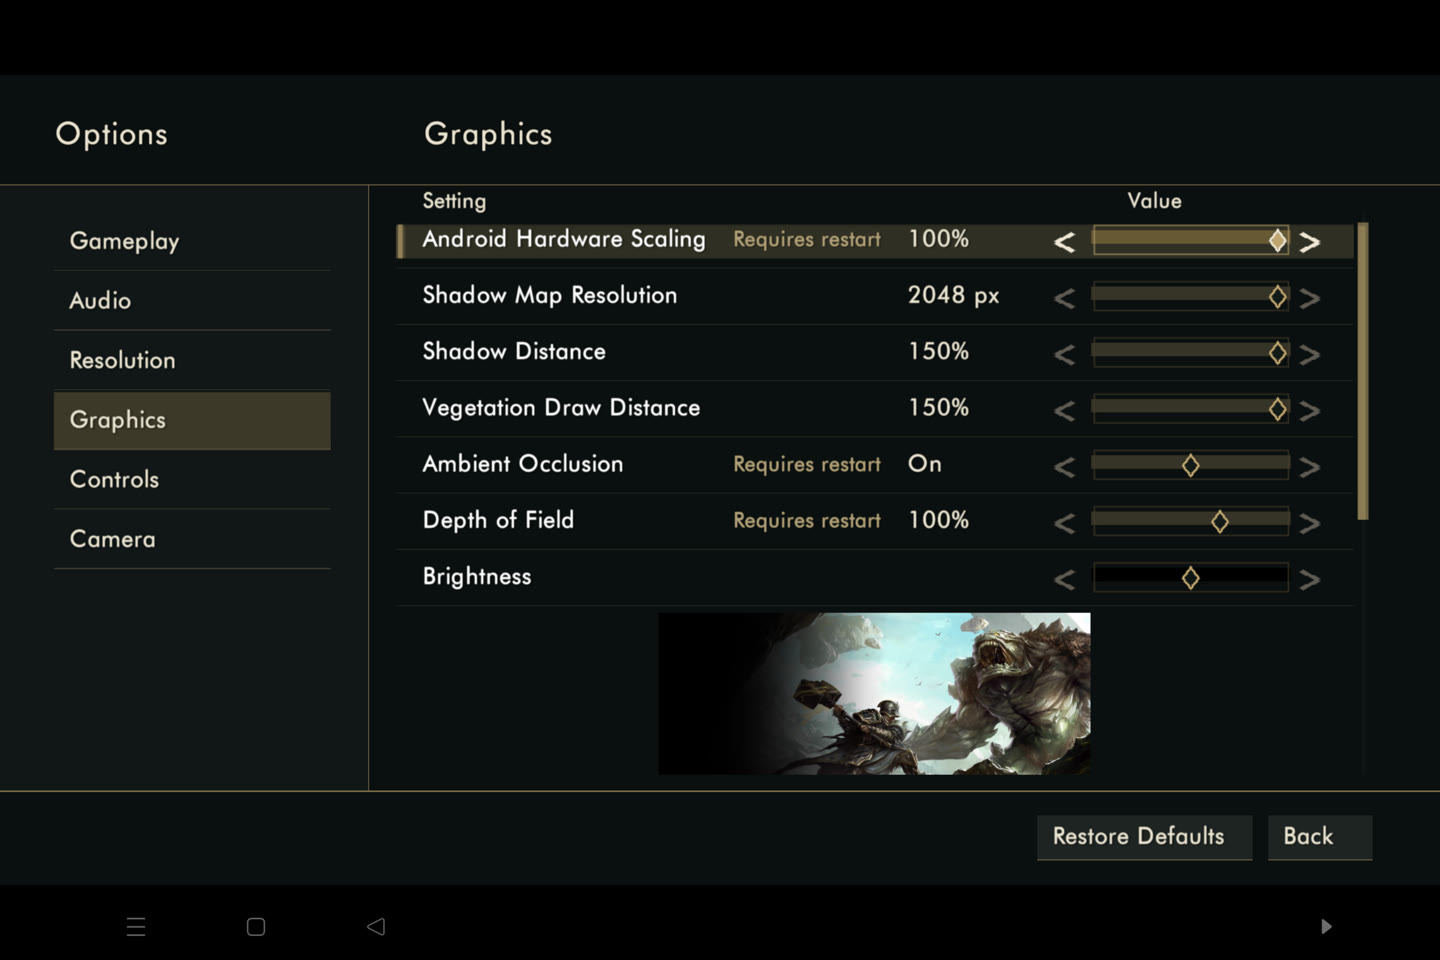 Options
Graphics
Setting Value
Gameplay
Audio
Resolution
Graphics
Controls
Camera
Android Hardware Scaling Requires restart 100% < >
Shadow Map Resolution 2048 px < >
Shadow Distance 150% < >
Vegetation Draw Distance 150% < >
Ambient Occlusion Requires restart On < >
Depth of Field Requires restart 100% < >
Brightness < >
Restore Defaults Back